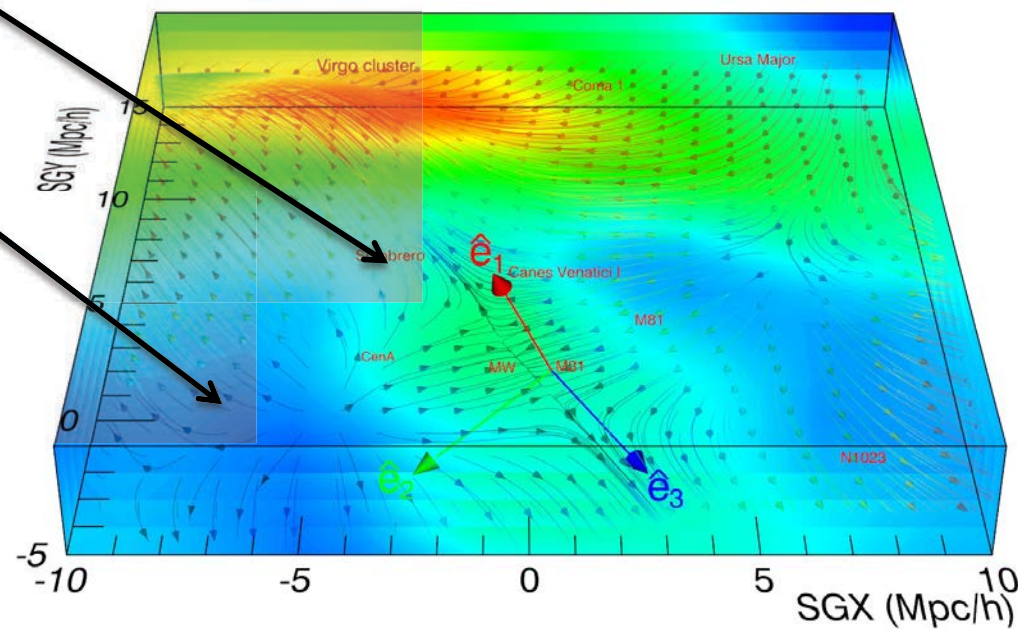 Virgo cluster
Ursa Major
Coma 1
15
SGY (Mpc/h)
10
Sombrero
ê1
Canes Venatici I
5
M81
CenA
MW
M81
0
ê2
ê3
N1023
-5
-10
-5
0
5
10
SGX (Mpc/h)